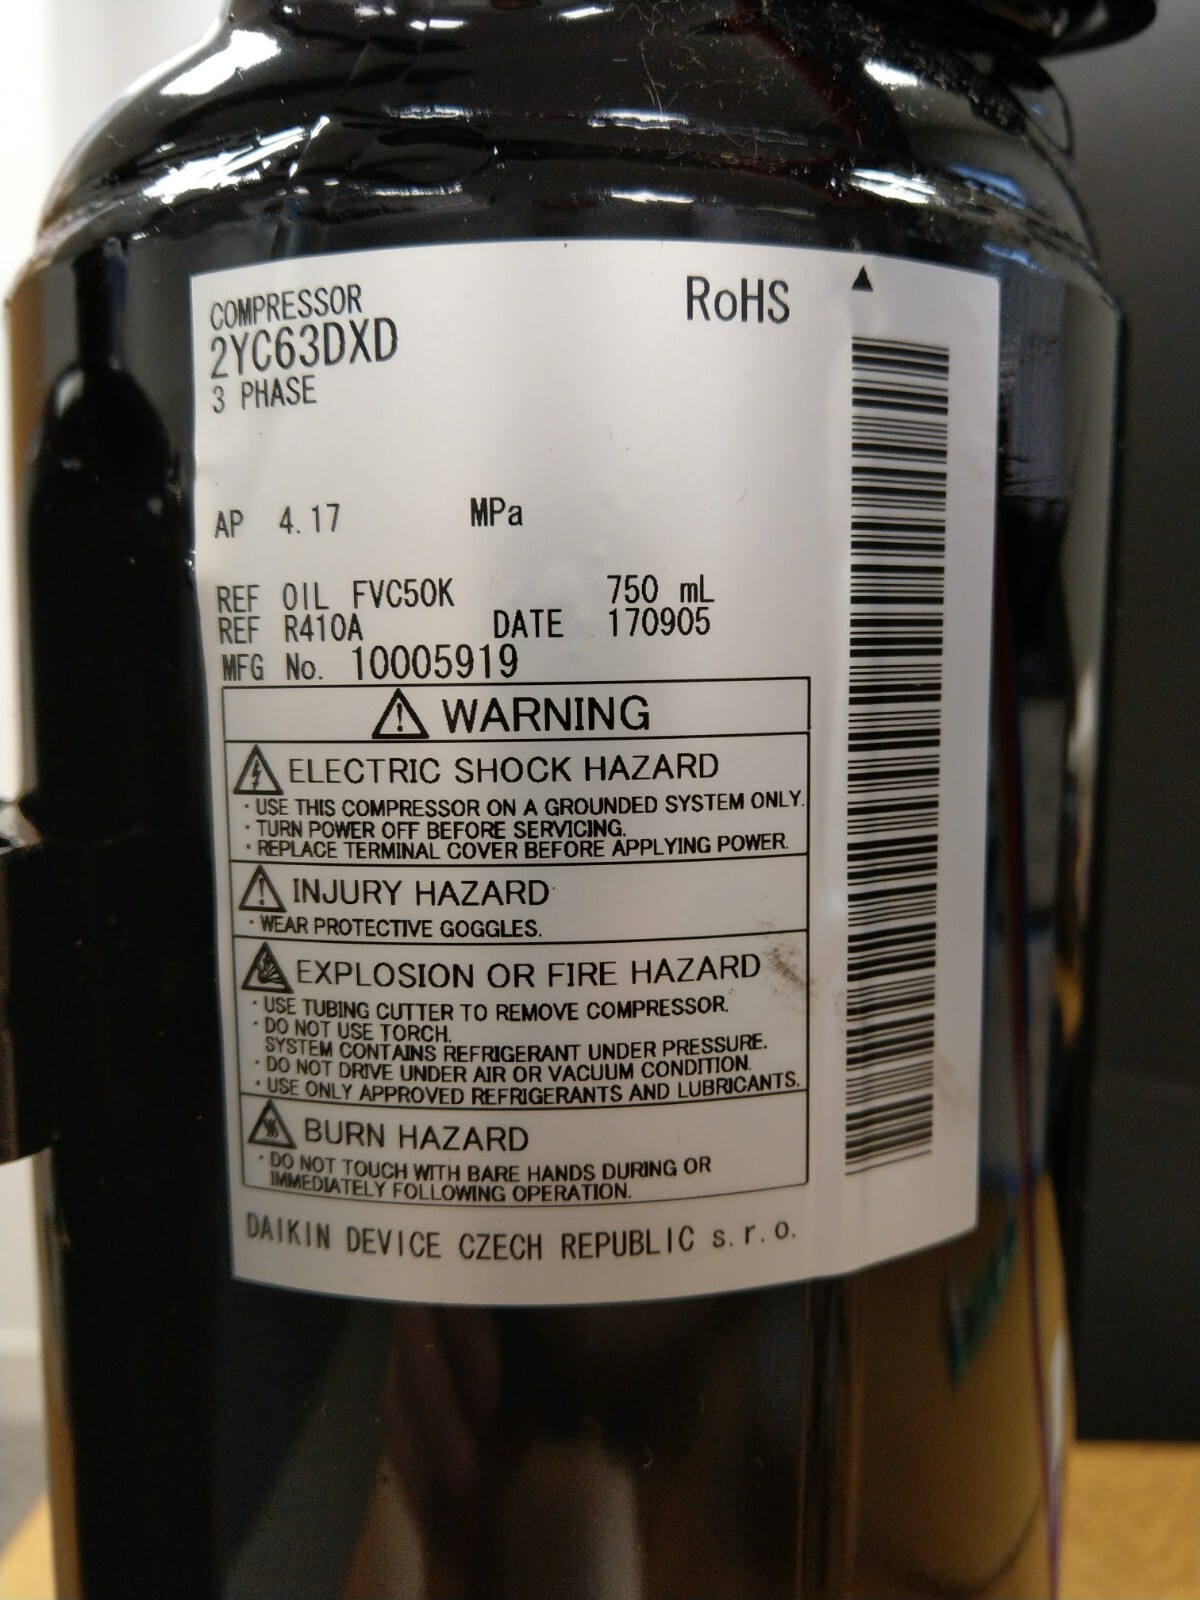 COMPRESSOR RoHS
2YC63DXD
3 PHASE
AP 4.17 MPa
REF OIL FVC50K 750 mL
REF R410A DATE 170905
MFG No. 10005919
WARNING
ELECTRIC SHOCK HAZARD
· USE THIS COMPRESSOR ON A GROUNDED SYSTEM ONLY.
· TURN POWER OFF BEFORE SERVICING.
· REPLACE TERMINAL COVER BEFORE APPLYING POWER.
INJURY HAZARD
· WEAR PROTECTIVE GOGGLES.
EXPLOSION OR FIRE HAZARD
· USE TUBING CUTTER TO REMOVE COMPRESSOR.
· DO NOT USE TORCH.
SYSTEM CONTAINS REFRIGERANT UNDER PRESSURE.
· DO NOT DRIVE UNDER AIR OR VACUUM CONDITION.
· USE ONLY APPROVED REFRIGERANTS AND LUBRICANTS.
BURN HAZARD
· DO NOT TOUCH WITH BARE HANDS DURING OR
IMMEDIATELY FOLLOWING OPERATION.
DAIKIN DEVICE CZECH REPUBLIC s.r.o.